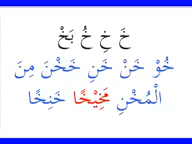 خَ خِ خُ بَخْ
خُوْ خَنْ خَنِ خَخْنَ مِنَ
الْمُخْنِ مَخِيْخًا خَنِخًا